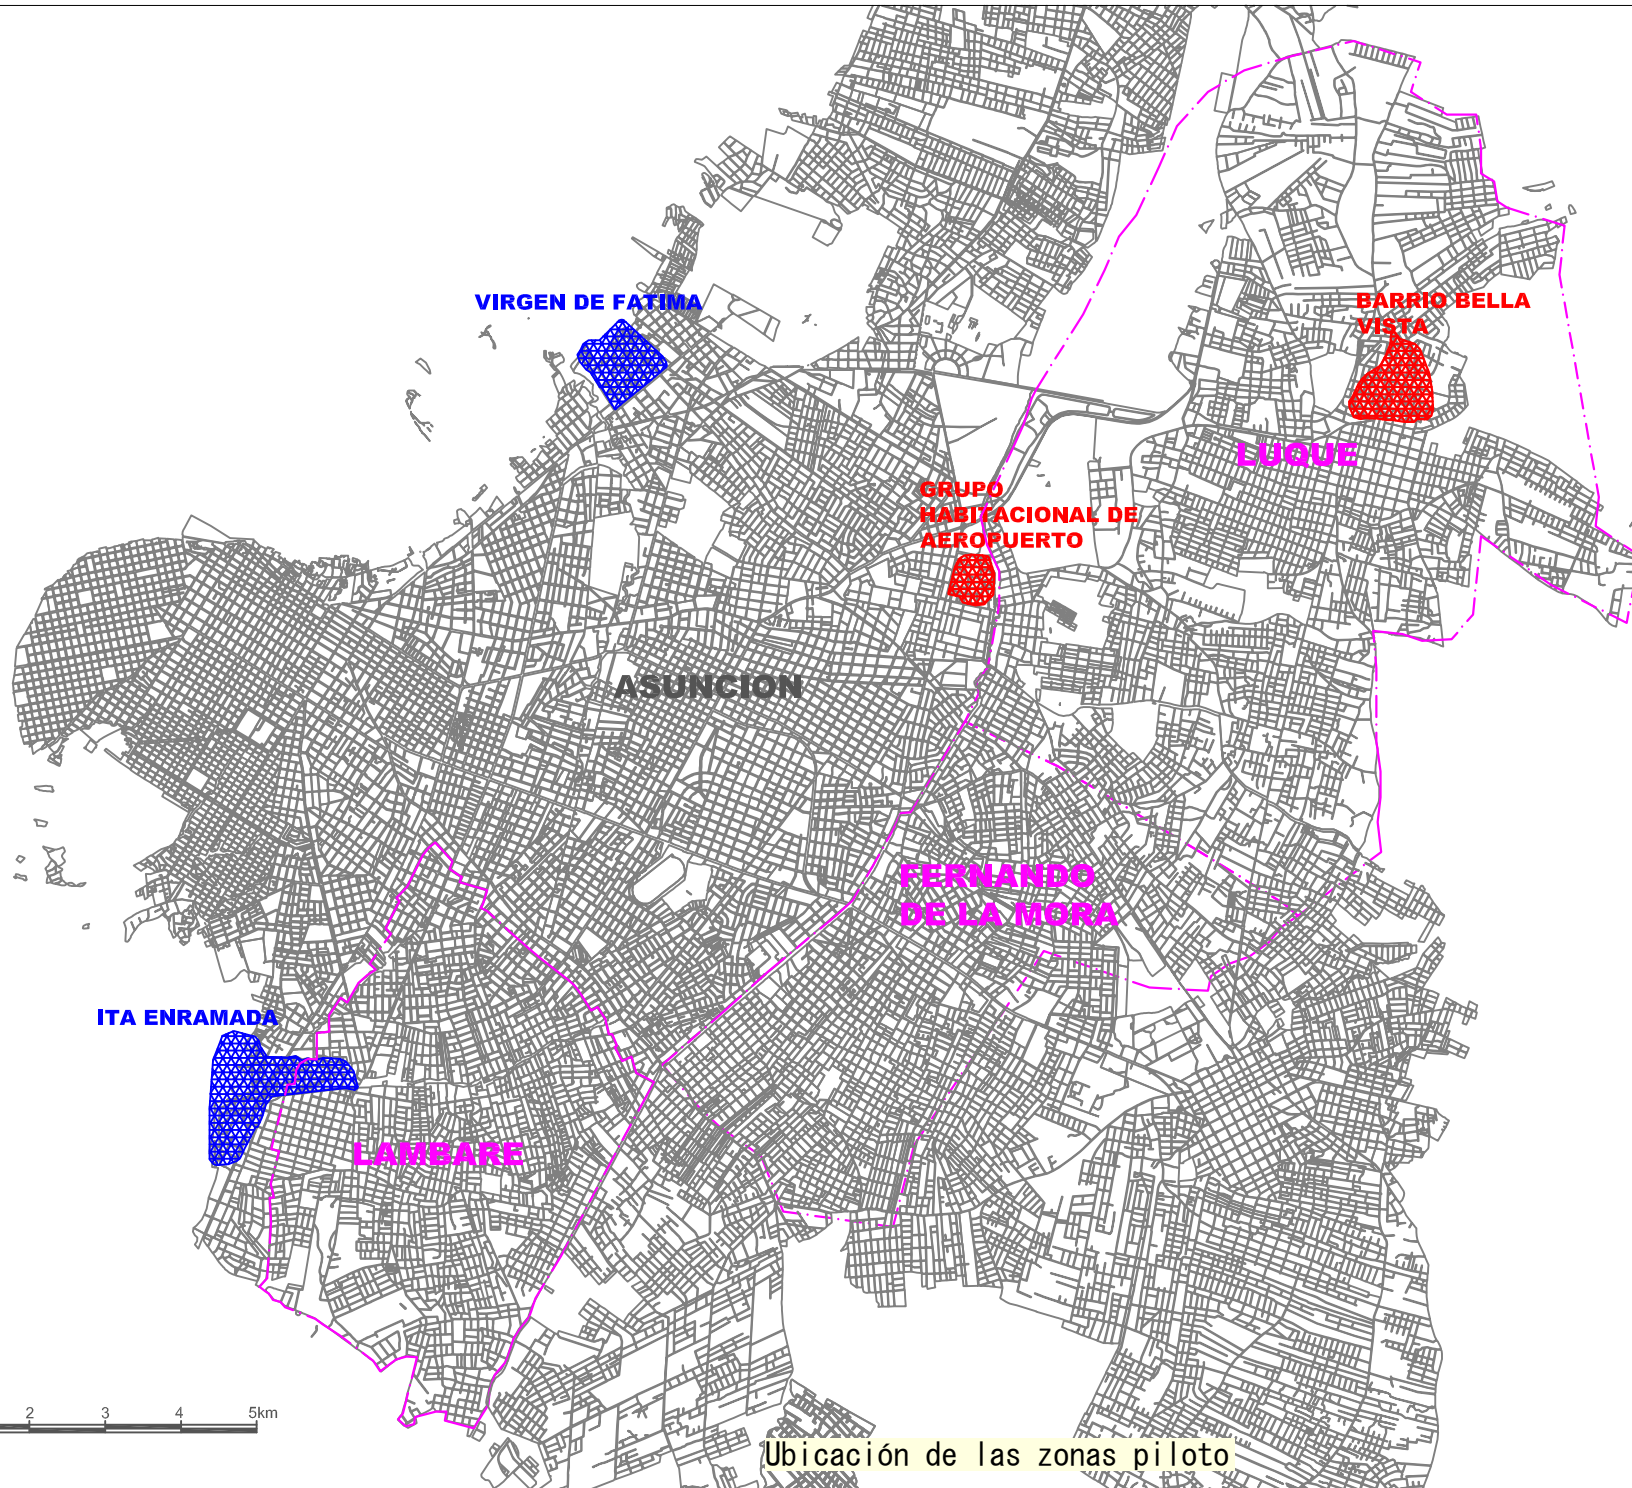 VIRGEN DE FATIMA
BARRIO BELLA
VISTA
LUQUE
GRUPO
HABITACIONAL DE
AEROPUERTO
ASUNCION
FERNANDO
DE LA MORA
ITA ENRAMADA
LAMBARE
2 3 4 5km
Ubicación de las zonas piloto